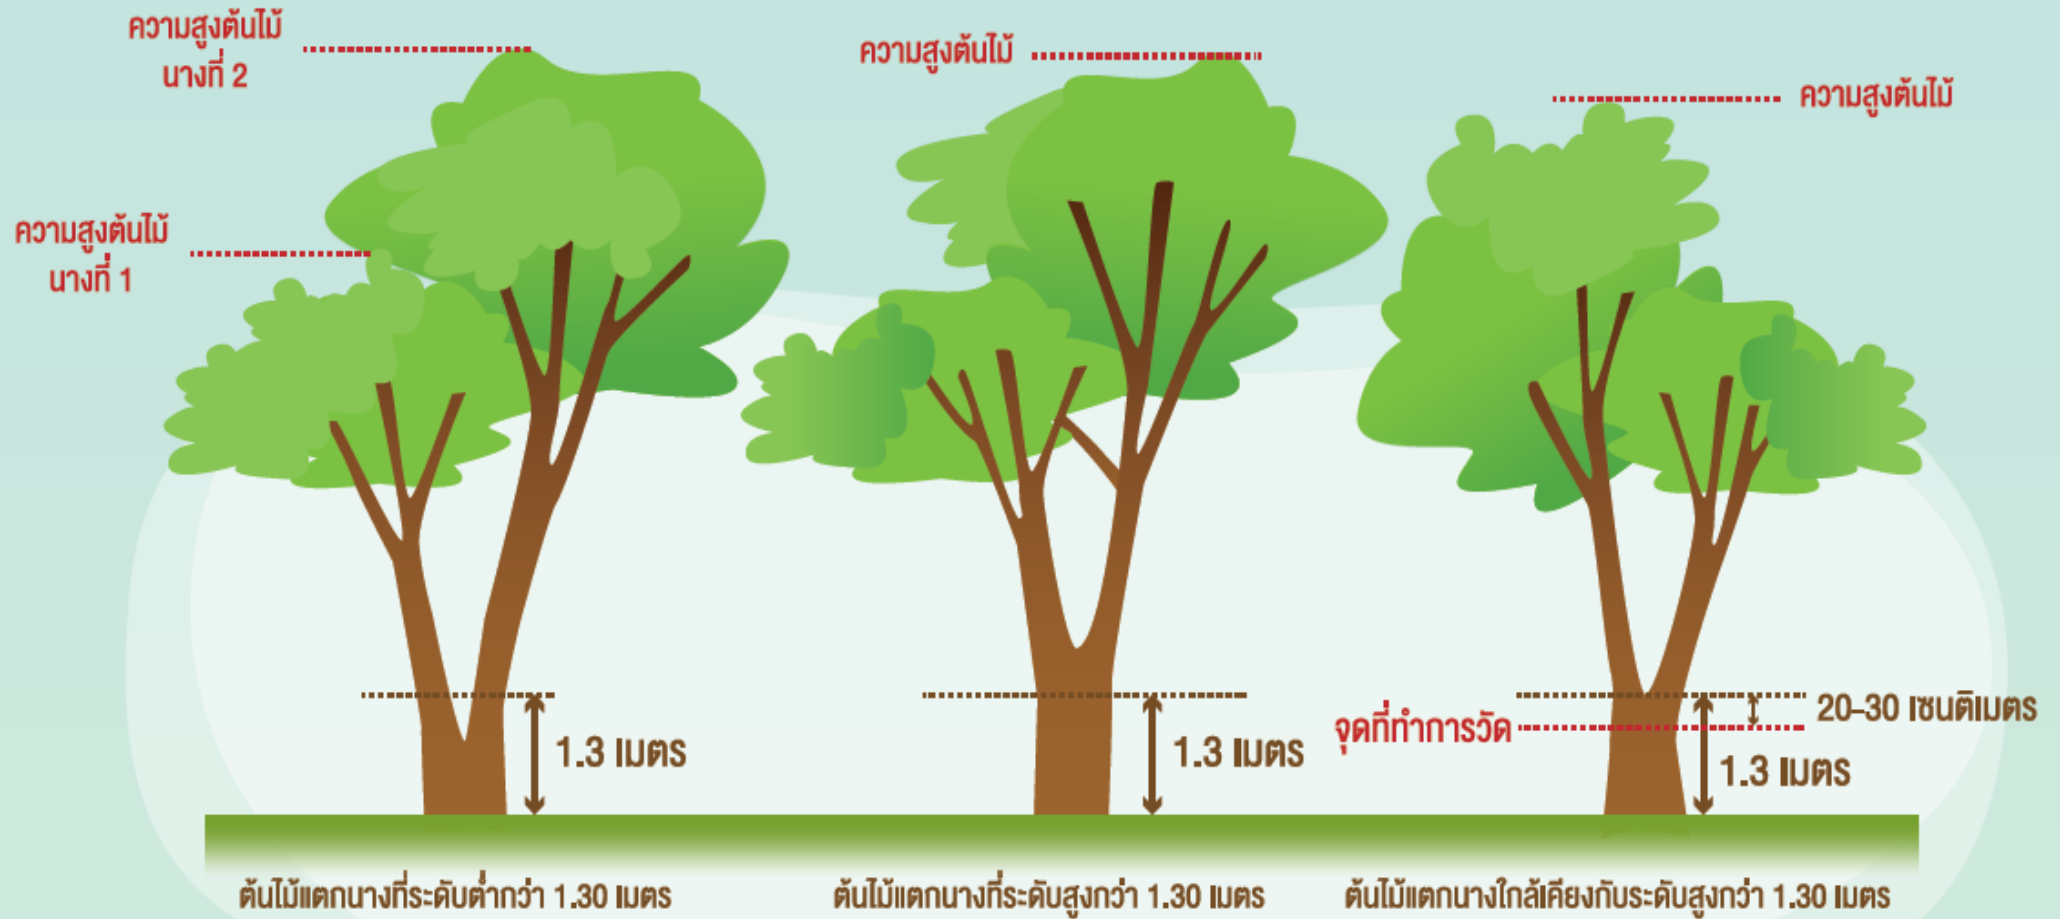 ความสูงต้นไม้
นางที่ 2
ความสูงต้นไม้
ความสูงต้นไม้
ความสูงต้นไม้
นางที่ 1
1.3 เมตร
1.3 เมตร
จุดที่ทำการวัด
20-30 เซนติเมตร
1.3 เมตร
ต้นไม้แตกนางที่ระดับต่ำกว่า 1.30 เมตร
ต้นไม้แตกนางที่ระดับสูงกว่า 1.30 เมตร
ต้นไม้แตกนางใกล้เคียงกับระดับสูงกว่า 1.30 เมตร